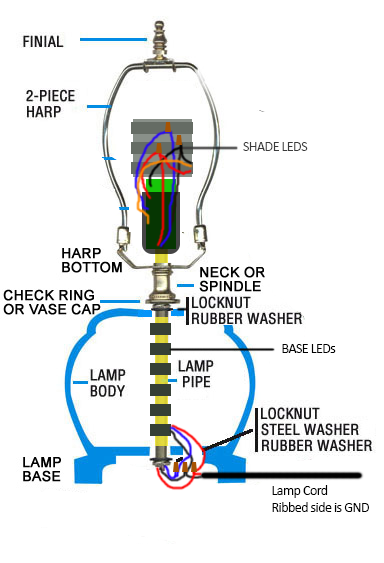 FINIAL
2-PIECE
HARP
SHADE LEDS
HARP
BOTTOM
NECK OR
SPINDLE
CHECK RING
OR VASE CAP
LOCKNUT
RUBBER WASHER
BASE LEDs
LAMP
BODY
LAMP
PIPE
LOCKNUT
STEEL WASHER
RUBBER WASHER
LAMP
BASE
Lamp Cord
Ribbed side is GND